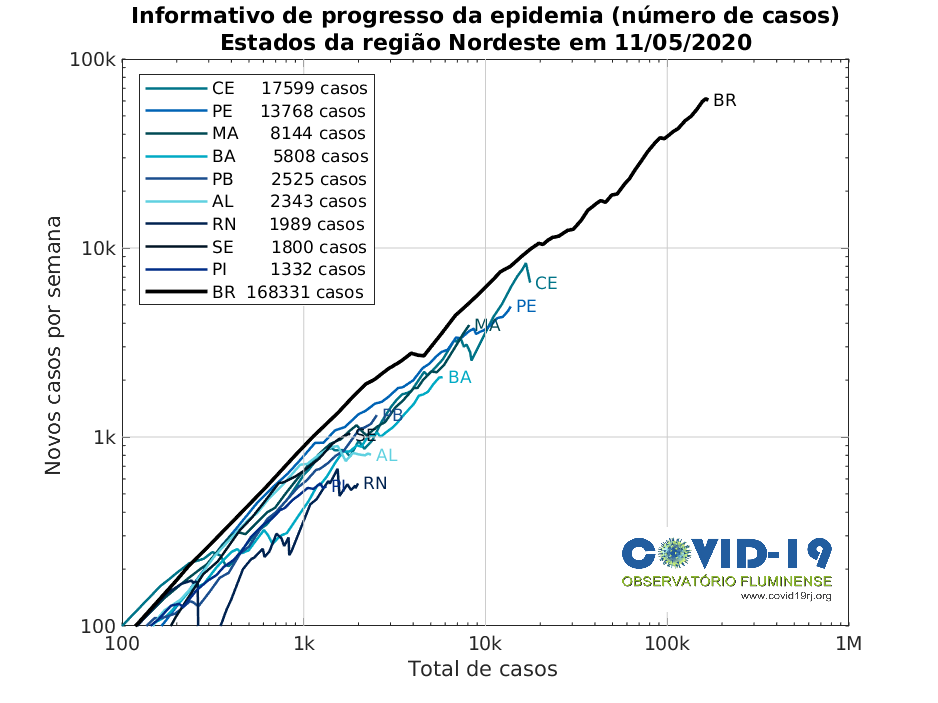 Informativo de progresso da epidemia (número de casos)
Estados da região Nordeste em 11/05/2020
100k
10k
1k
100
Novos casos por semana
CE 17599 casos
PE 13768 casos
MA 8144 casos
BA 5808 casos
PB 2525 casos
AL 2343 casos
RN 1989 casos
SE 1800 casos
PI 1332 casos
BR 168331 casos
BR
CE
PE
MA
BA
PB
SE
AL
PI
RN
COVID-19
OBSERVATÓRIO FLUMINENSE
www.covid19rj.org
100 1k 10k 100k 1M
Total de casos